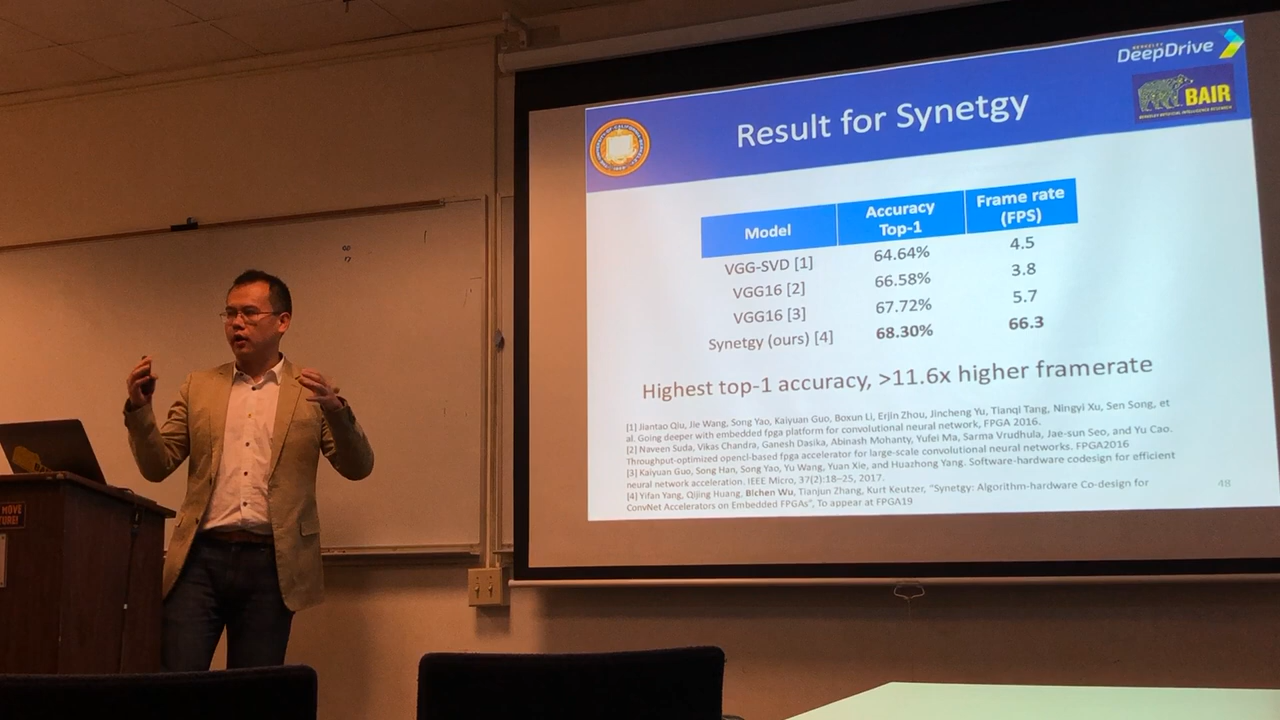 BERKELEY
DeepDrive
BAIR
BERKELEY ARTIFICIAL INTELLIGENCE RESEARCH
Result for Synetgy
Model Accuracy Top-1 Frame rate (FPS)
VGG-SVD [1] 64.64% 4.5
VGG16 [2] 66.58% 3.8
VGG16 [3] 67.72% 5.7
Synetgy (ours) [4] 68.30% 66.3
Highest top-1 accuracy, >11.6x higher framerate
[1] Jiantao Qiu, Jie Wang, Song Yao, Kaiyuan Guo, Boxun Li, Erjin Zhou, Jincheng Yu, Tianqi Tang, Ningyi Xu, Sen Song, et
al. Going deeper with embedded fpga platform for convolutional neural network, FPGA 2016.
[2] Naveen Suda, Vikas Chandra, Ganesh Dasika, Abinash Mohanty, Yufei Ma, Sarma Vrudhula, Jae-sun Seo, and Yu Cao.
Throughput-optimized opencl-based fpga accelerator for large-scale convolutional neural networks. FPGA2016
[3] Kaiyuan Guo, Song Han, Song Yao, Yu Wang, Yuan Xie, and Huazhong Yang. Software-hardware codesign for efficient
neural network acceleration. IEEE Micro, 37(2):18–25, 2017.
[4] Yifan Yang, Qijing Huang, Bichen Wu, Tianjun Zhang, Kurt Keutzer, "Synetgy: Algorithm-hardware Co-design for
ConvNet Accelerators on Embedded FPGAs", To appear at FPGA19
48
MOVE
TURE!